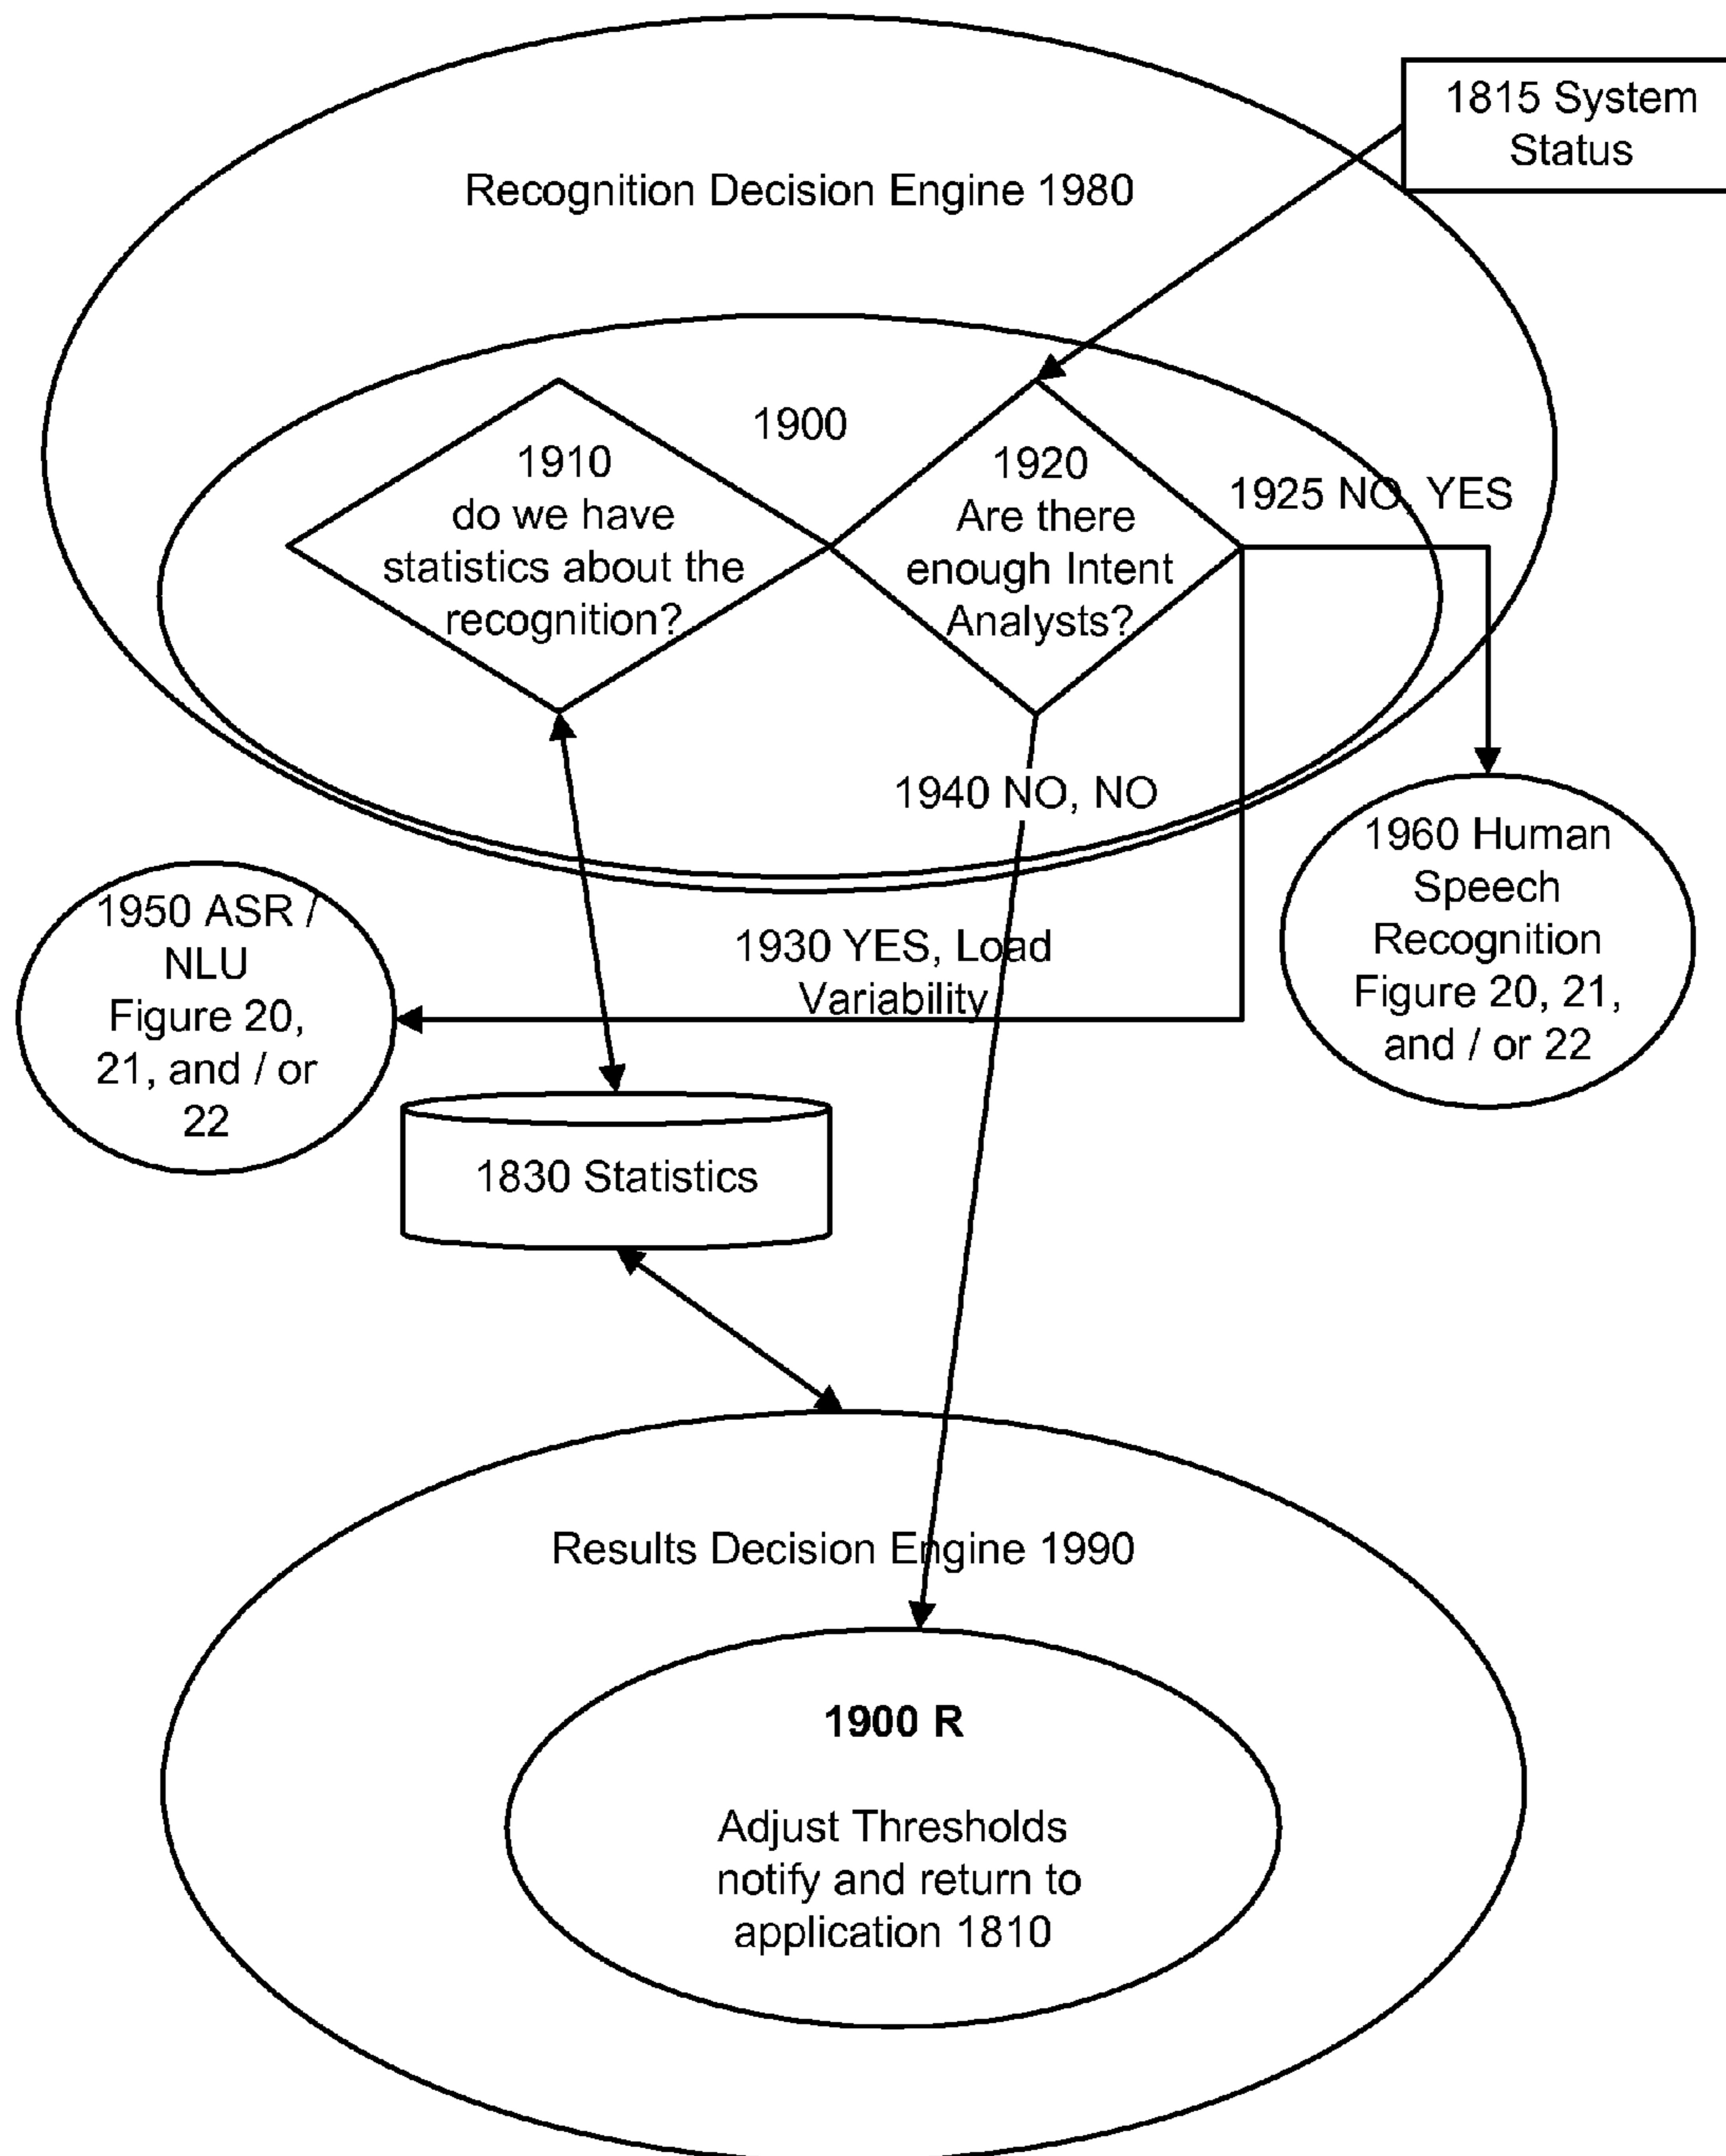 1815 System
Status
Recognition Decision Engine 1980
1900
1910
do we have
statistics about the
recognition?
1920
Are there
enough Intent
Analysts?
1925 NO, YES
1940 NO, NO
1960 Human
Speech
Recognition
Figure 20, 21,
and / or 22
1950 ASR /
NLU
Figure 20,
21, and / or
22
1930 YES, Load
Variability
1830 Statistics
Results Decision Engine 1990
1900 R
Adjust Thresholds
notify and return to
application 1810